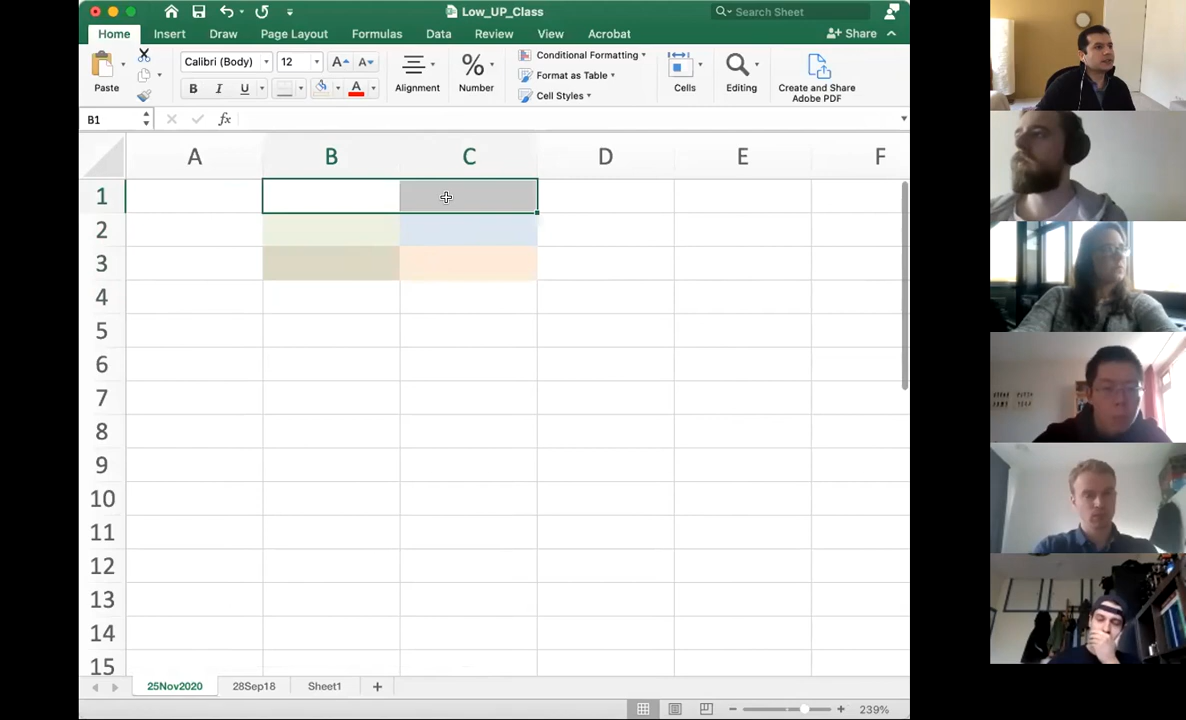 Low_UP_Class
Search Sheet
Home Insert Draw Page Layout Formulas Data Review View Acrobat Share
Paste
Calibri (Body) 12 A A
B I U A
Alignment
%
Number
Conditional Formatting
Format as Table
Cell Styles
Cells
Editing
Create and Share
Adobe PDF
B1 fx
A B C D E F
1
2
3
4
5
6
7
8
9
10
11
12
13
14
15
25Nov2020 28Sep18 Sheet1 +
239%